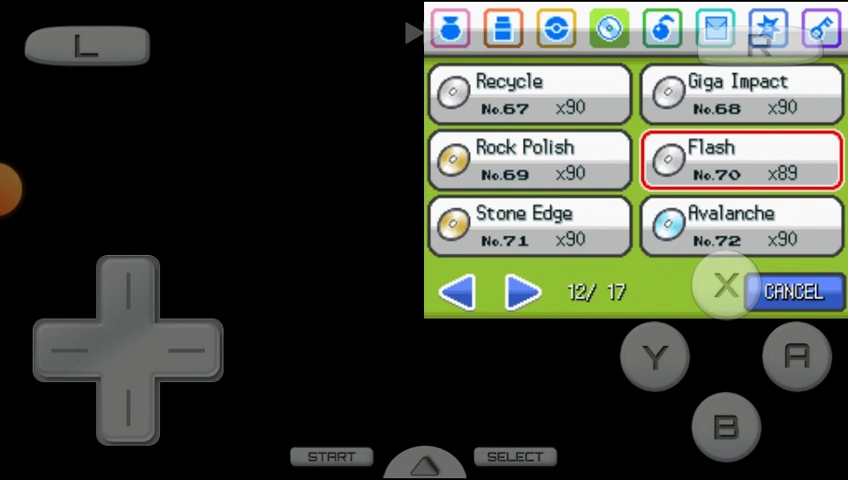 L
R
Recycle
No.67 x90
Giga Impact
No.68 x90
Rock Polish
No.69 x90
Flash
No.70 x89
Stone Edge
No.71 x90
Avalanche
No.72 x90
12/ 17
X
CANCEL
Y
A
B
START
SELECT